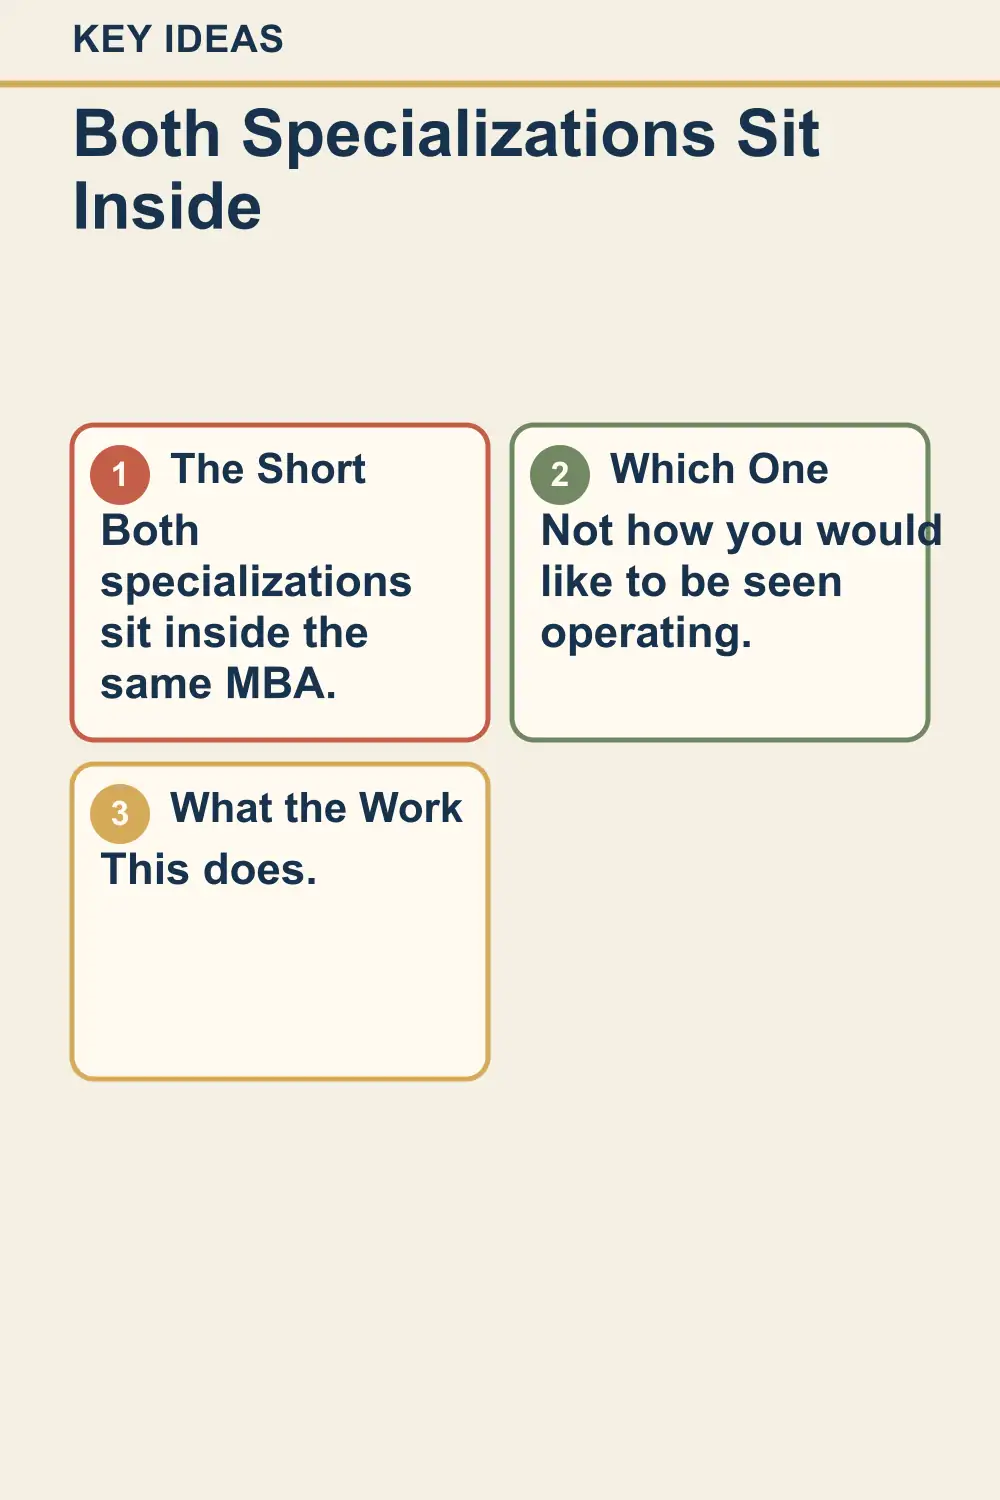 KEY IDEAS
Both Specializations Sit
Inside
1 The Short
Both
specializations
sit inside the
same MBA.
2 Which One
Not how you would
like to be seen
operating.
3 What the Work
This does.